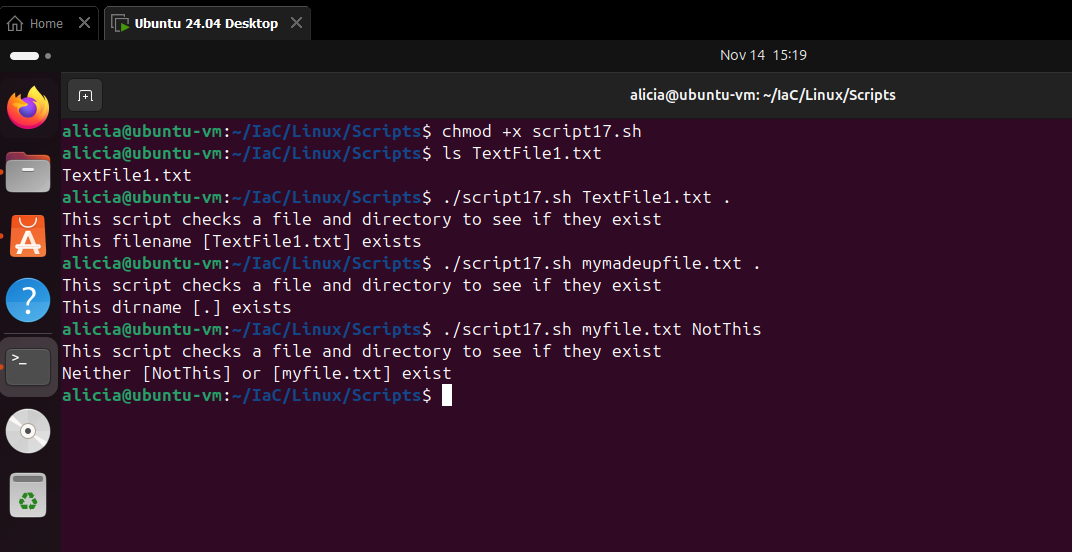 Home
Ubuntu 24.04 Desktop
Nov 14 15:19
alicia@ubuntu-vm: ~/IaC/Linux/Scripts
alicia@ubuntu-vm:~/IaC/Linux/Scripts$ chmod +x script17.sh
alicia@ubuntu-vm:~/IaC/Linux/Scripts$ ls TextFile1.txt
TextFile1.txt
alicia@ubuntu-vm:~/IaC/Linux/Scripts$ ./script17.sh TextFile1.txt .
This script checks a file and directory to see if they exist
This filename [TextFile1.txt] exists
alicia@ubuntu-vm:~/IaC/Linux/Scripts$ ./script17.sh mymadeupfile.txt .
This script checks a file and directory to see if they exist
This dirname [.] exists
alicia@ubuntu-vm:~/IaC/Linux/Scripts$ ./script17.sh myfile.txt NotThis
This script checks a file and directory to see if they exist
Neither [NotThis] or [myfile.txt] exist
alicia@ubuntu-vm:~/IaC/Linux/Scripts$